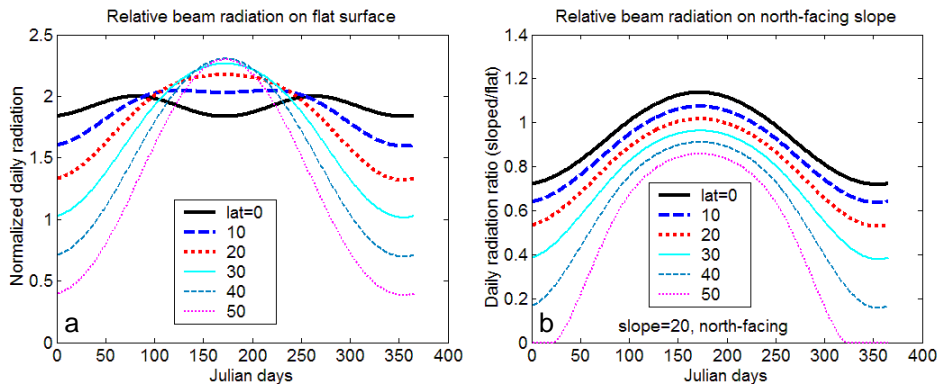 Relative beam radiation on flat surface
Normalized daily radiation
2.5
2
1.5
1
0.5
0
lat=0
10
20
30
40
50
a
0 50 100 150 200 250 300 350 400
Julian days
Relative beam radiation on north-facing slope
Daily radiation ratio (sloped/flat)
1.4
1.2
1
0.8
0.6
0.4
0.2
0
lat=0
10
20
30
40
50
b
slope=20, north-facing
0 50 100 150 200 250 300 350 400
Julian days